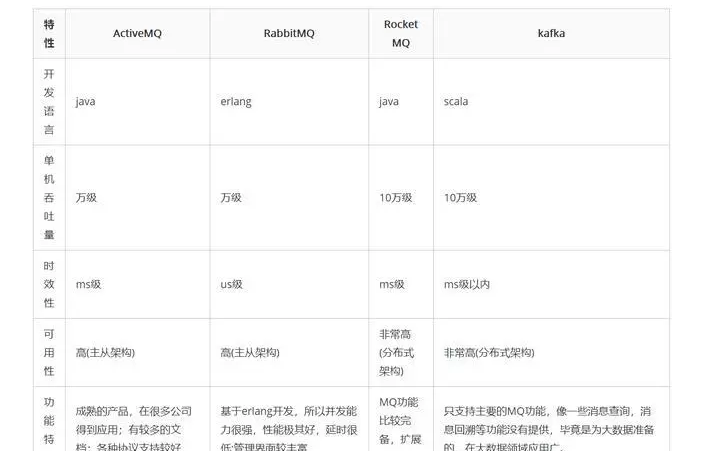 特性 ActiveMQ RabbitMQ Rocket MQ kafka
开发语言 java erlang java scala
单机吞吐量 万级 万级 10万级 10万级
时效性 ms级 us级 ms级 ms级以内
可用性 高(主从架构) 高(主从架构) 非常高(分布式架构) 非常高(分布式架构)
功能特
成熟的产品，在很多公司
得到应用；有较多的文
档；各种协议支持较好
基于erlang开发，所以并发能
力很强，性能极其好，延时很
低;管理界面较丰富
MQ功能
比较完
备，扩展
只支持主要的MQ功能，像一些消息查询，消
息回溯等功能没有提供，毕竟是为大数据准备
的，在大数据领域应用广。